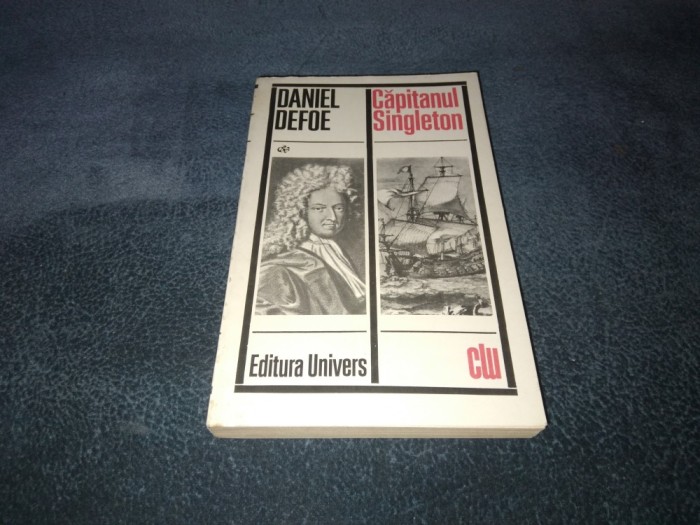 DANIEL
DEFOE
Căpitanul
Singleton
Editura Univers
clu